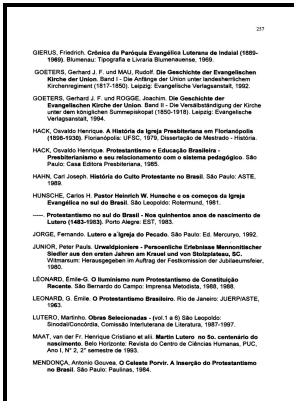 257
GIERUS, Friedrich. Crônica da Paróquia Evangélica Luterana de Indaial (1889-
1969). Blumenau: Tipografia e Livraria Blumenauense, 1969.
GOETERS, Gerhard J. F. und MAU, Rudolf. Die Geschichte der Evangelischen
Kirche der Union. Band I - Die Anfänge der Union unter landesherrlichem
Kirchenregiment (1817-1850). Leipzig: Evangelische Verlagsanstalt, 1992.
GOETERS, Gerhard J. F. und ROGGE, Joachim. Die Geschichte der
Evangelischen Kirche der Union. Band II - Die Verselbständigung der Kirche
unter dem königlichen Summepiskopat (1850-1918). Leipzig: Evangelische
Verlagsanstalt, 1994.
HACK, Osvaldo Henrique. A História da Igreja Presbiteriana em Florianópolis
(1898-1930). Florianópolis: UFSC, 1979, Dissertação de Mestrado - História.
HACK, Osvaldo Henrique. Protestantismo e Educação Brasileira -
Presbiterianismo e seu relacionamento com o sistema pedagógico. São
Paulo: Casa Editora Presbiteriana, 1985.
HAHN, Carl Joseph. História do Culto Protestante no Brasil. São Paulo: ASTE,
1989.
HUNSCHE, Carlos H. Pastor Heinrich W. Hunsche e os começos da Igreja
Evangélica no sul do Brasil. São Leopoldo: Rotermund, 1981.
-----. Protestantismo no sul do Brasil - Nos quinhentos anos de nascimento de
Lutero (1483-1983). Porto Alegre: EST, 1983.
JORGE, Fernando. Lutero e a Igreja do Pecado. São Paulo: Ed. Mercuryo, 1992.
JUNIOR, Peter Pauls. Urwaldpioniere - Persoenliche Erlebnisse Mennonitischer
Siedler aus den ersten Jahren am Krauel und von Stolzplateau, SC.
Witmarsum: Herausgegeben im Auftrag der Festkomission der Jubilaeumsfeier,
1980.
LÉONARD, Émile-G. O Iluminismo num Protestantismo de Constituição
Recente. São Bernardo do Campo: Imprensa Metodista, 1988, 1988.
LEONARD, G. Émile. O Protestantismo Brasileiro. Rio de Janeiro: JUERP/ASTE,
1963.
LUTERO, Martinho. Obras Selecionadas - (vol.1 a 6) São Leopoldo:
Sinodal/Concórdia, Comissão Interluterana de Literatura, 1987-1997.
MAAT, van der Fr. Henrique Cristiano et alii. Martin Lutero no 5o. centenário do
nascimento. Belo Horizonte: Revista do Centro de Ciências Humanas, PUC,
Ano I, N° 2, 2° semestre de 1993.
MENDONÇA, Antonio Gouvea. O Celeste Porvir. A Inserção do Protestantismo
no Brasil. São Paulo: Paulinas, 1984.